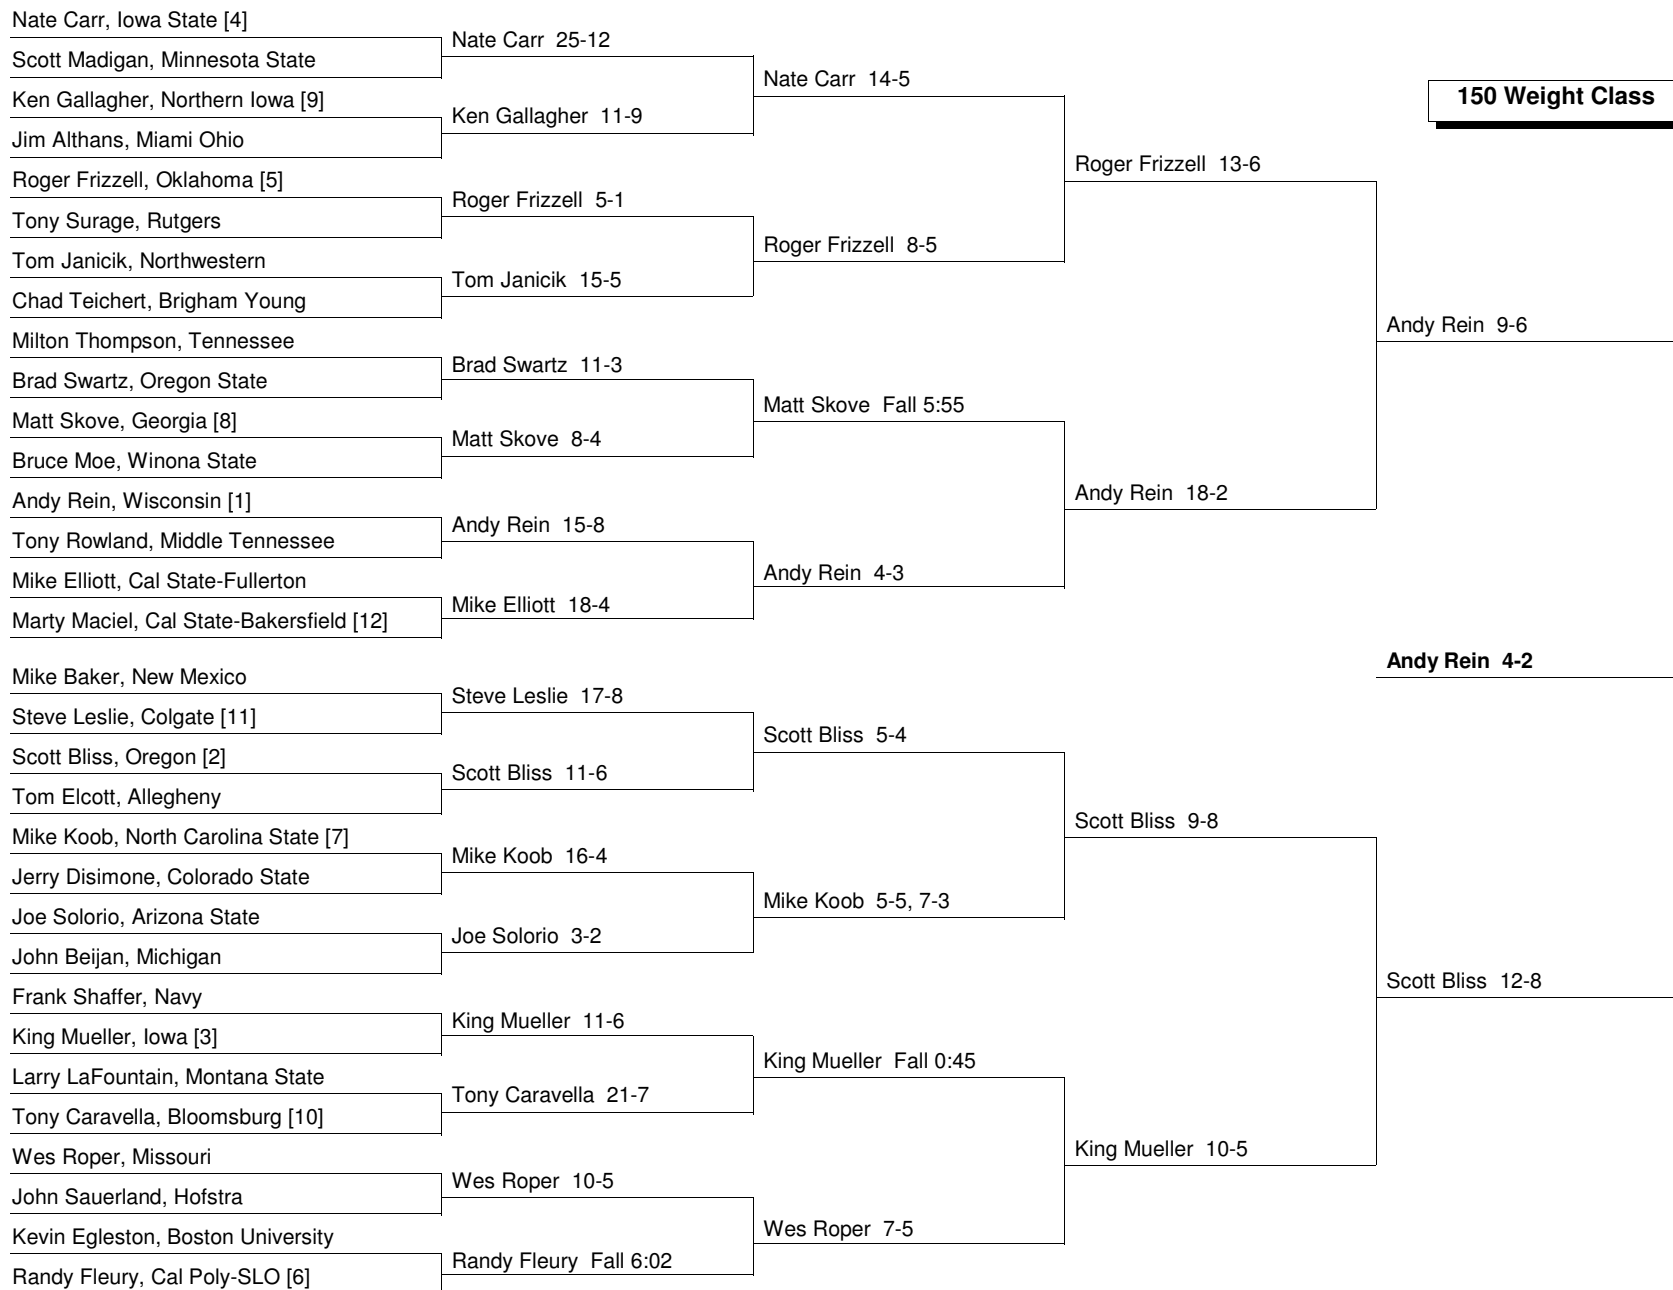 Nate Carr, Iowa State [4]
Scott Madigan, Minnesota State
Ken Gallagher, Northern Iowa [9]
Jim Althans, Miami Ohio
Roger Frizzell, Oklahoma [5]
Tony Surage, Rutgers
Tom Janicik, Northwestern
Chad Teichert, Brigham Young
Milton Thompson, Tennessee
Brad Swartz, Oregon State
Matt Skove, Georgia [8]
Bruce Moe, Winona State
Andy Rein, Wisconsin [1]
Tony Rowland, Middle Tennessee
Mike Elliott, Cal State-Fullerton
Marty Maciel, Cal State-Bakersfield [12]
Mike Baker, New Mexico
Steve Leslie, Colgate [11]
Scott Bliss, Oregon [2]
Tom Elcott, Allegheny
Mike Koob, North Carolina State [7]
Jerry Disimone, Colorado State
Joe Solorio, Arizona State
John Beijan, Michigan
Frank Shaffer, Navy
King Mueller, Iowa [3]
Larry LaFountain, Montana State
Tony Caravella, Bloomsburg [10]
Wes Roper, Missouri
John Sauerland, Hofstra
Kevin Egleston, Boston University
Randy Fleury, Cal Poly-SLO [6]
Nate Carr 25-12
Ken Gallagher 11-9
Roger Frizzell 5-1
Tom Janicik 15-5
Brad Swartz 11-3
Matt Skove 8-4
Andy Rein 15-8
Mike Elliott 18-4
Steve Leslie 17-8
Scott Bliss 11-6
Mike Koob 16-4
Joe Solorio 3-2
King Mueller 11-6
Tony Caravella 21-7
Wes Roper 10-5
Randy Fleury Fall 6:02
Nate Carr 14-5
Roger Frizzell 8-5
Matt Skove Fall 5:55
Andy Rein 4-3
Scott Bliss 5-4
Mike Koob 5-5, 7-3
King Mueller Fall 0:45
Wes Roper 7-5
Roger Frizzell 13-6
Andy Rein 18-2
Scott Bliss 9-8
King Mueller 10-5
150 Weight Class
Andy Rein 9-6
Andy Rein 4-2
Scott Bliss 12-8